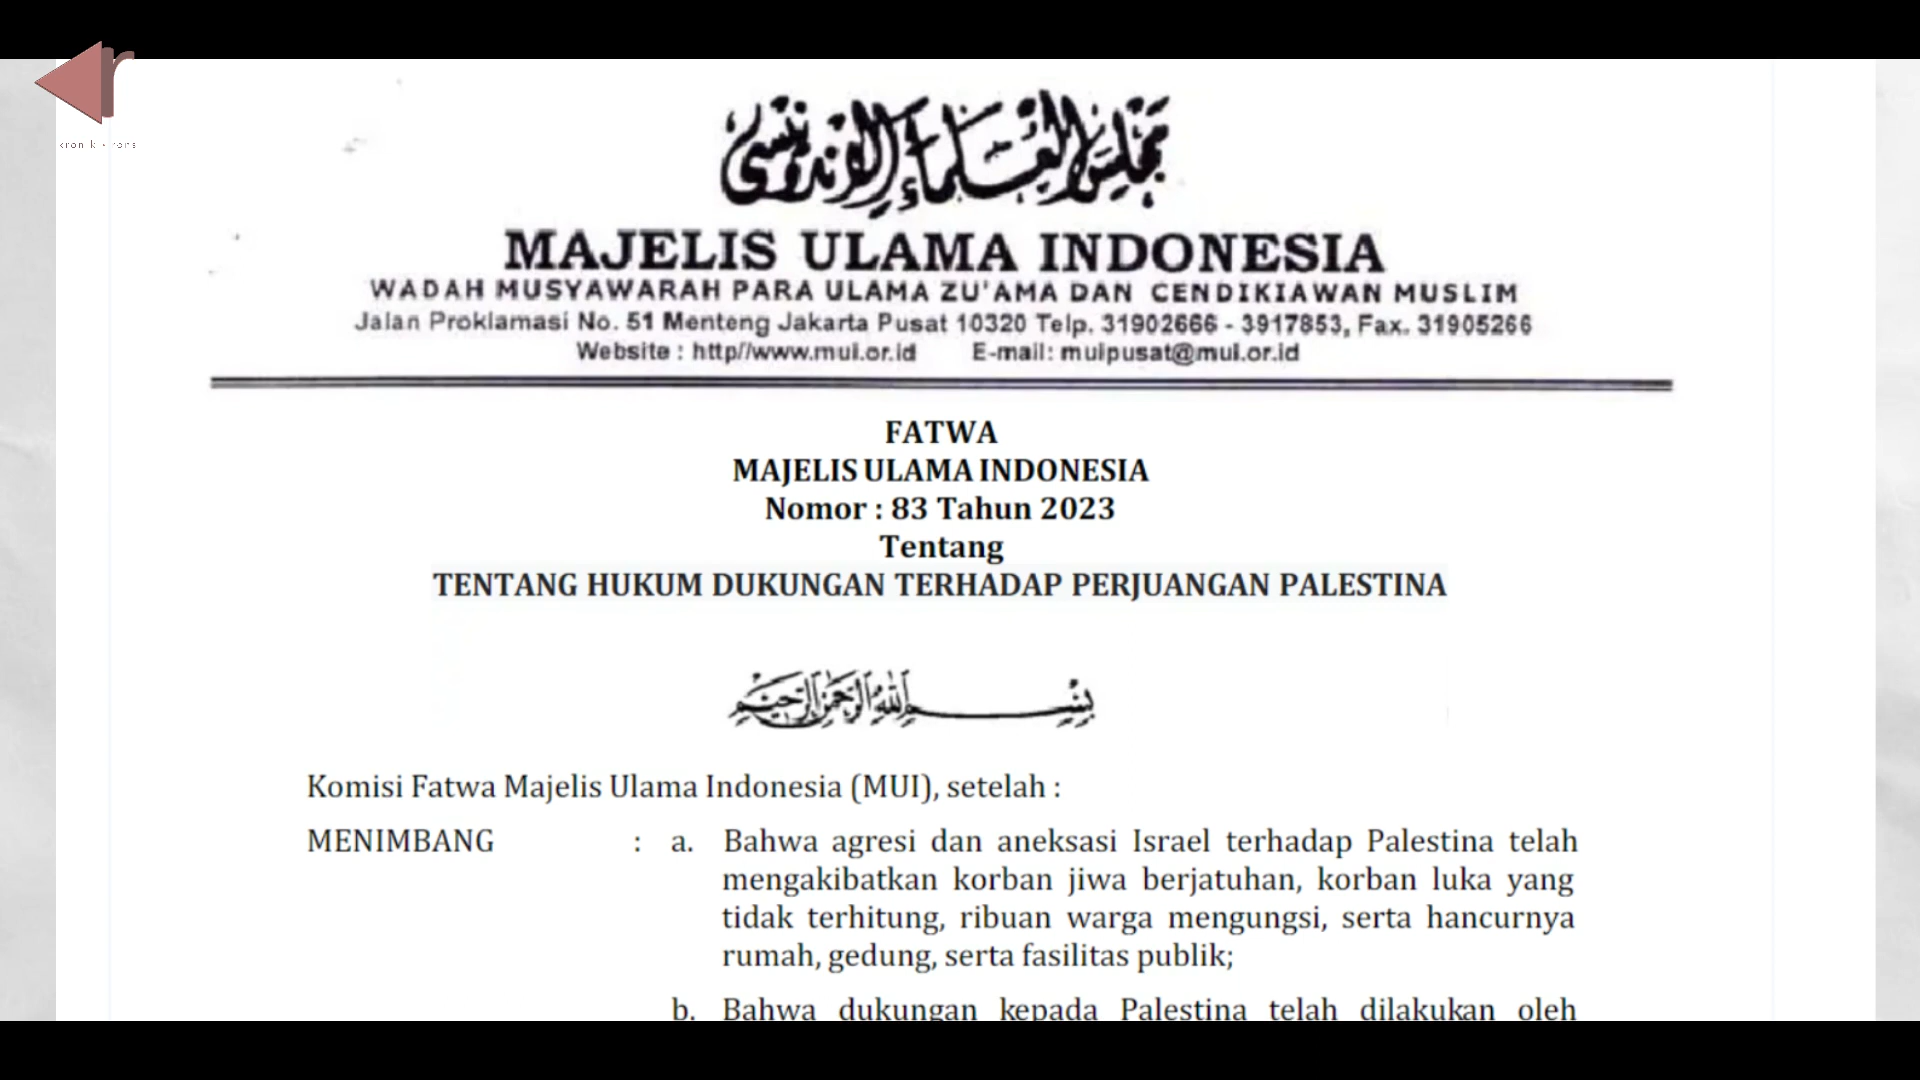 مجلس العلماء الإندونيسي
MAJELIS ULAMA INDONESIA
WADAH MUSYAWARAH PARA ULAMA ZU'AMA DAN CENDIKIAWAN MUSLIM
Jalan Proklamasi No. 51 Menteng Jakarta Pusat 10320 Telp. 31902666 - 3917853, Fax. 31905266
Website : http//www.mui.or.id E-mail: muipusat@mui.or.id
FATWA
MAJELIS ULAMA INDONESIA
Nomor : 83 Tahun 2023
Tentang
TENTANG HUKUM DUKUNGAN TERHADAP PERJUANGAN PALESTINA
بسم الله الرحمن الرحيم
Komisi Fatwa Majelis Ulama Indonesia (MUI), setelah :
MENIMBANG : a. Bahwa agresi dan aneksasi Israel terhadap Palestina telah
mengakibatkan korban jiwa berjatuhan, korban luka yang
tidak terhitung, ribuan warga mengungsi, serta hancurnya
rumah, gedung, serta fasilitas publik;
b. Bahwa dukungan kepada Palestina telah dilakukan oleh